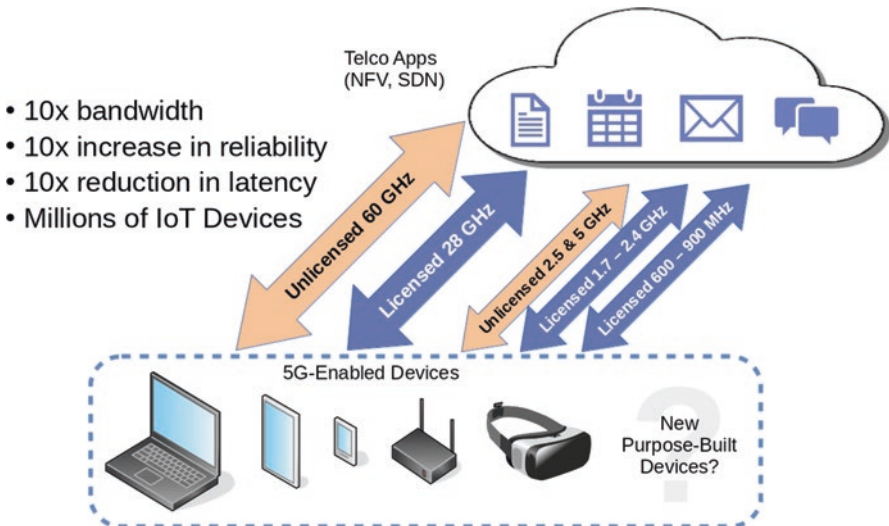 Telco Apps
(NFV, SDN)
• 10x bandwidth
• 10x increase in reliability
• 10x reduction in latency
• Millions of IoT Devices
Unlicensed 60 GHz
Licensed 28 GHz
Unlicensed 2.5 & 5 GHz
Licensed 1.7 – 2.4 GHz
Licensed 600 – 900 MHz
5G-Enabled Devices
?
New
Purpose-Built
Devices?